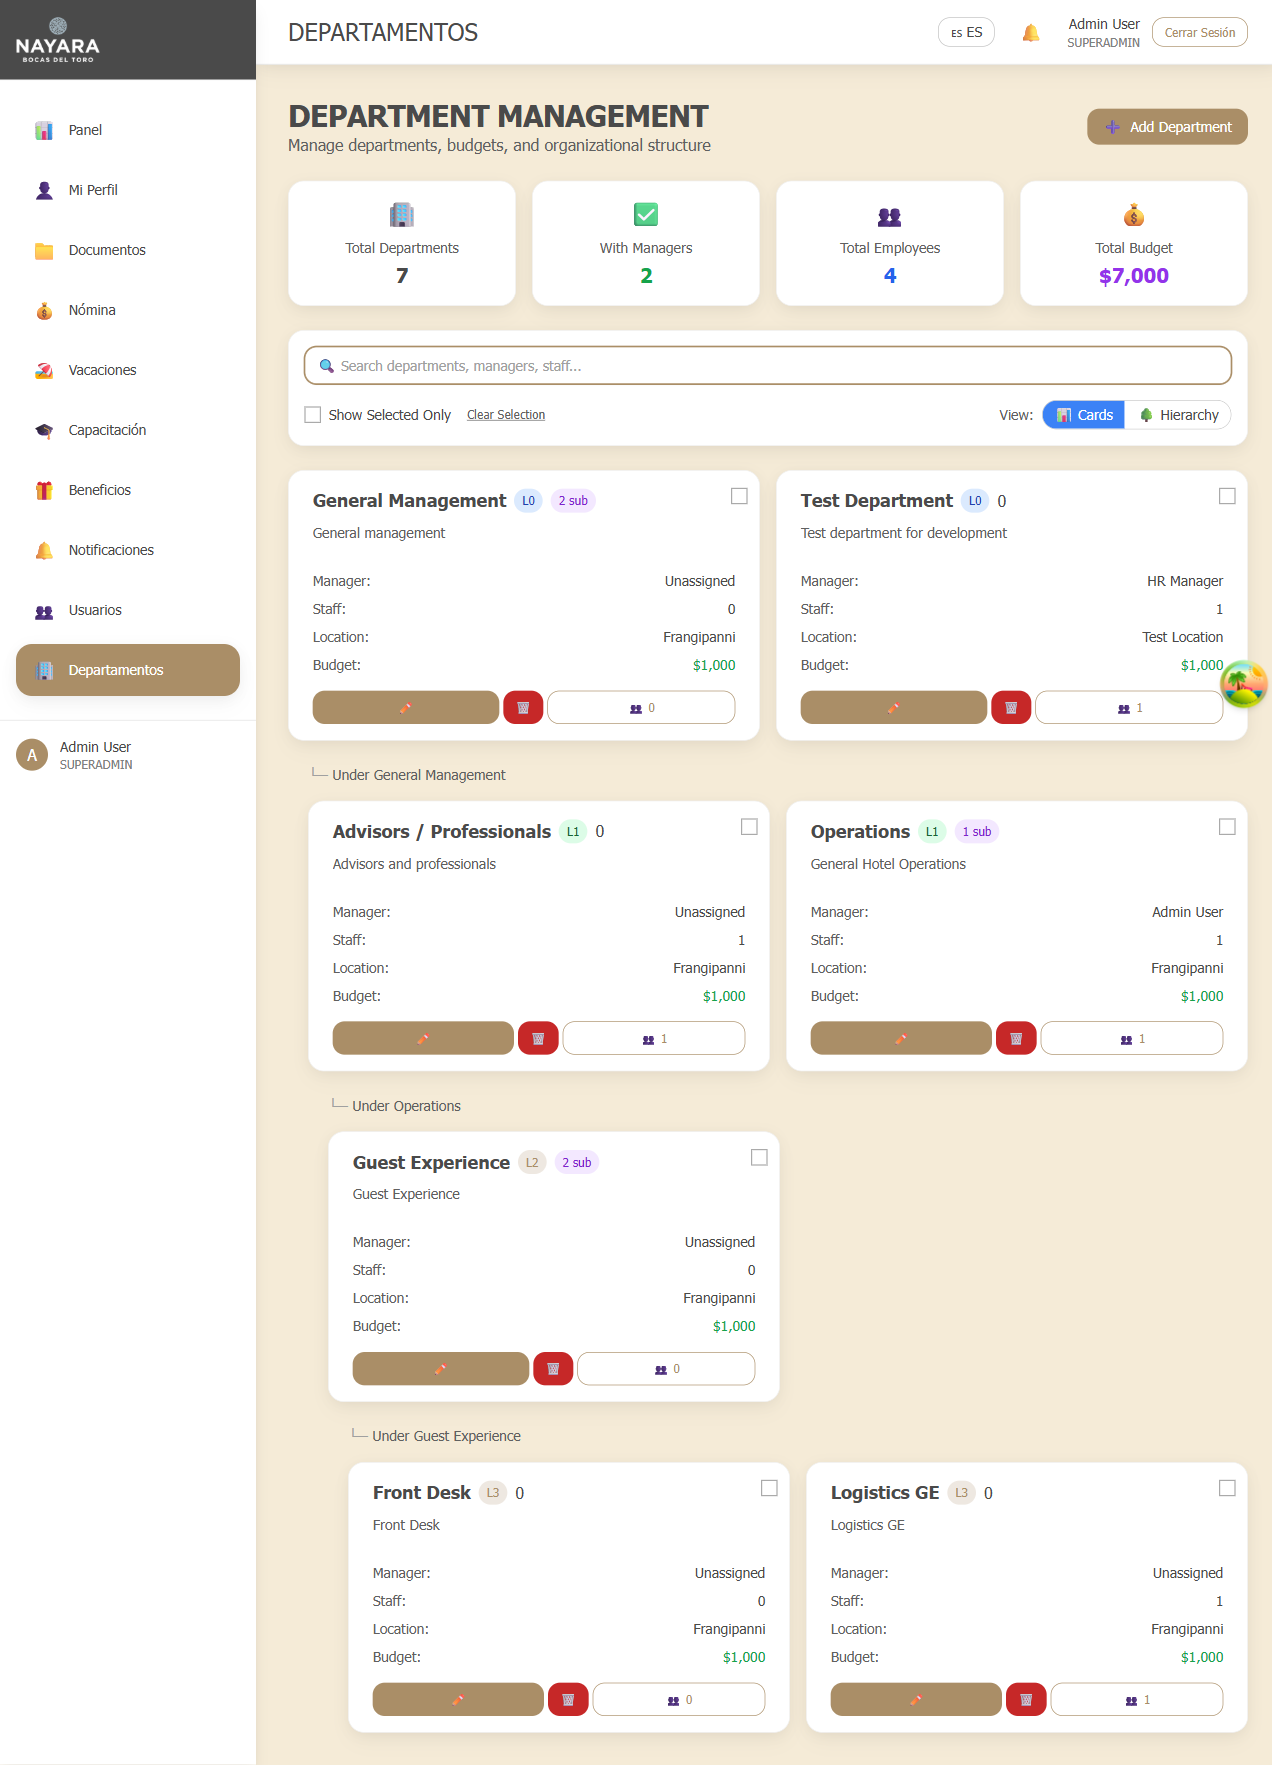 NAYARA
BOCAS DEL TORO
Panel
Mi Perfil
Documentos
Nómina
Vacaciones
Capacitación
Beneficios
Notificaciones
Usuarios
Departamentos
A
Admin User
SUPERADMIN
DEPARTAMENTOS
ES ES
Admin User
SUPERADMIN
Cerrar Sesión
DEPARTMENT MANAGEMENT
Manage departments, budgets, and organizational structure
Add Department
Total Departments
7
With Managers
2
Total Employees
4
Total Budget
$7,000
Search departments, managers, staff...
Show Selected Only Clear Selection
View: Cards Hierarchy
General Management L0 2 sub
General management
Manager: Unassigned
Staff: 0
Location: Frangipanni
Budget: $1,000
0
Test Department L0 0
Test department for development
Manager: HR Manager
Staff: 1
Location: Test Location
Budget: $1,000
1
Under General Management
Advisors / Professionals L1 0
Advisors and professionals
Manager: Unassigned
Staff: 1
Location: Frangipanni
Budget: $1,000
1
Operations L1 1 sub
General Hotel Operations
Manager: Admin User
Staff: 1
Location: Frangipanni
Budget: $1,000
1
Under Operations
Guest Experience L2 2 sub
Guest Experience
Manager: Unassigned
Staff: 0
Location: Frangipanni
Budget: $1,000
0
Under Guest Experience
Front Desk L3 0
Front Desk
Manager: Unassigned
Staff: 0
Location: Frangipanni
Budget: $1,000
0
Logistics GE L3 0
Logistics GE
Manager: Unassigned
Staff: 1
Location: Frangipanni
Budget: $1,000
1